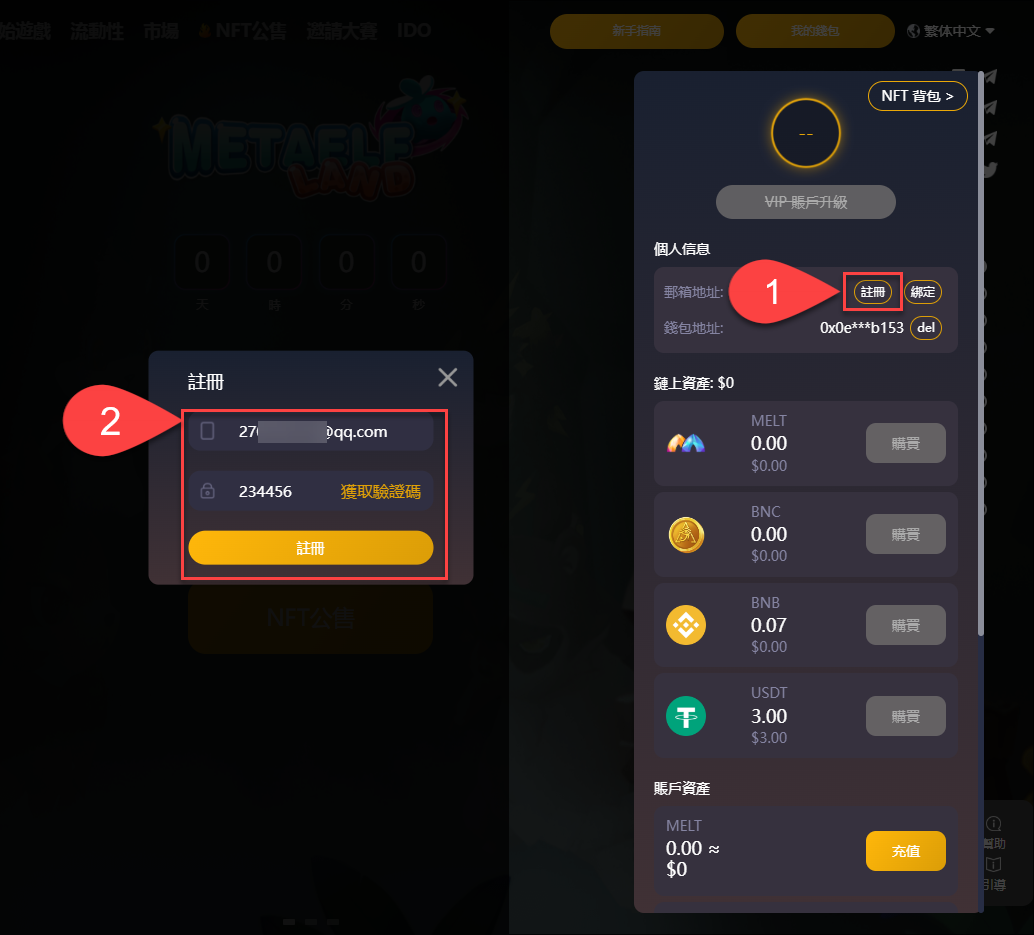 始遊戲 流動性 市場 NFT公售 邀請大賽 IDO
新手指南 我的錢包 繁体中文
NFT 背包 >
METAELF
LAND
--
VIP 賬戶升級
0 0 0 0
天 時 分 秒
個人信息
郵箱地址: 註冊 綁定
1
錢包地址: 0x0e***b153 del
註冊
2
27 @qq.com
234456 獲取驗證碼
註冊
NFT公售
鏈上資產: $0
MELT
0.00
$0.00
購買
BNC
0.00
$0.00
購買
BNB
0.07
$0.00
購買
USDT
3.00
$3.00
購買
賬戶資產
MELT
0.00 ≈
$0
充值
幫助
引導